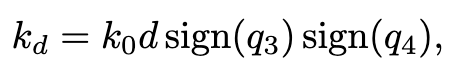 k_d = k_0 d sign(q_3) sign(q_4),